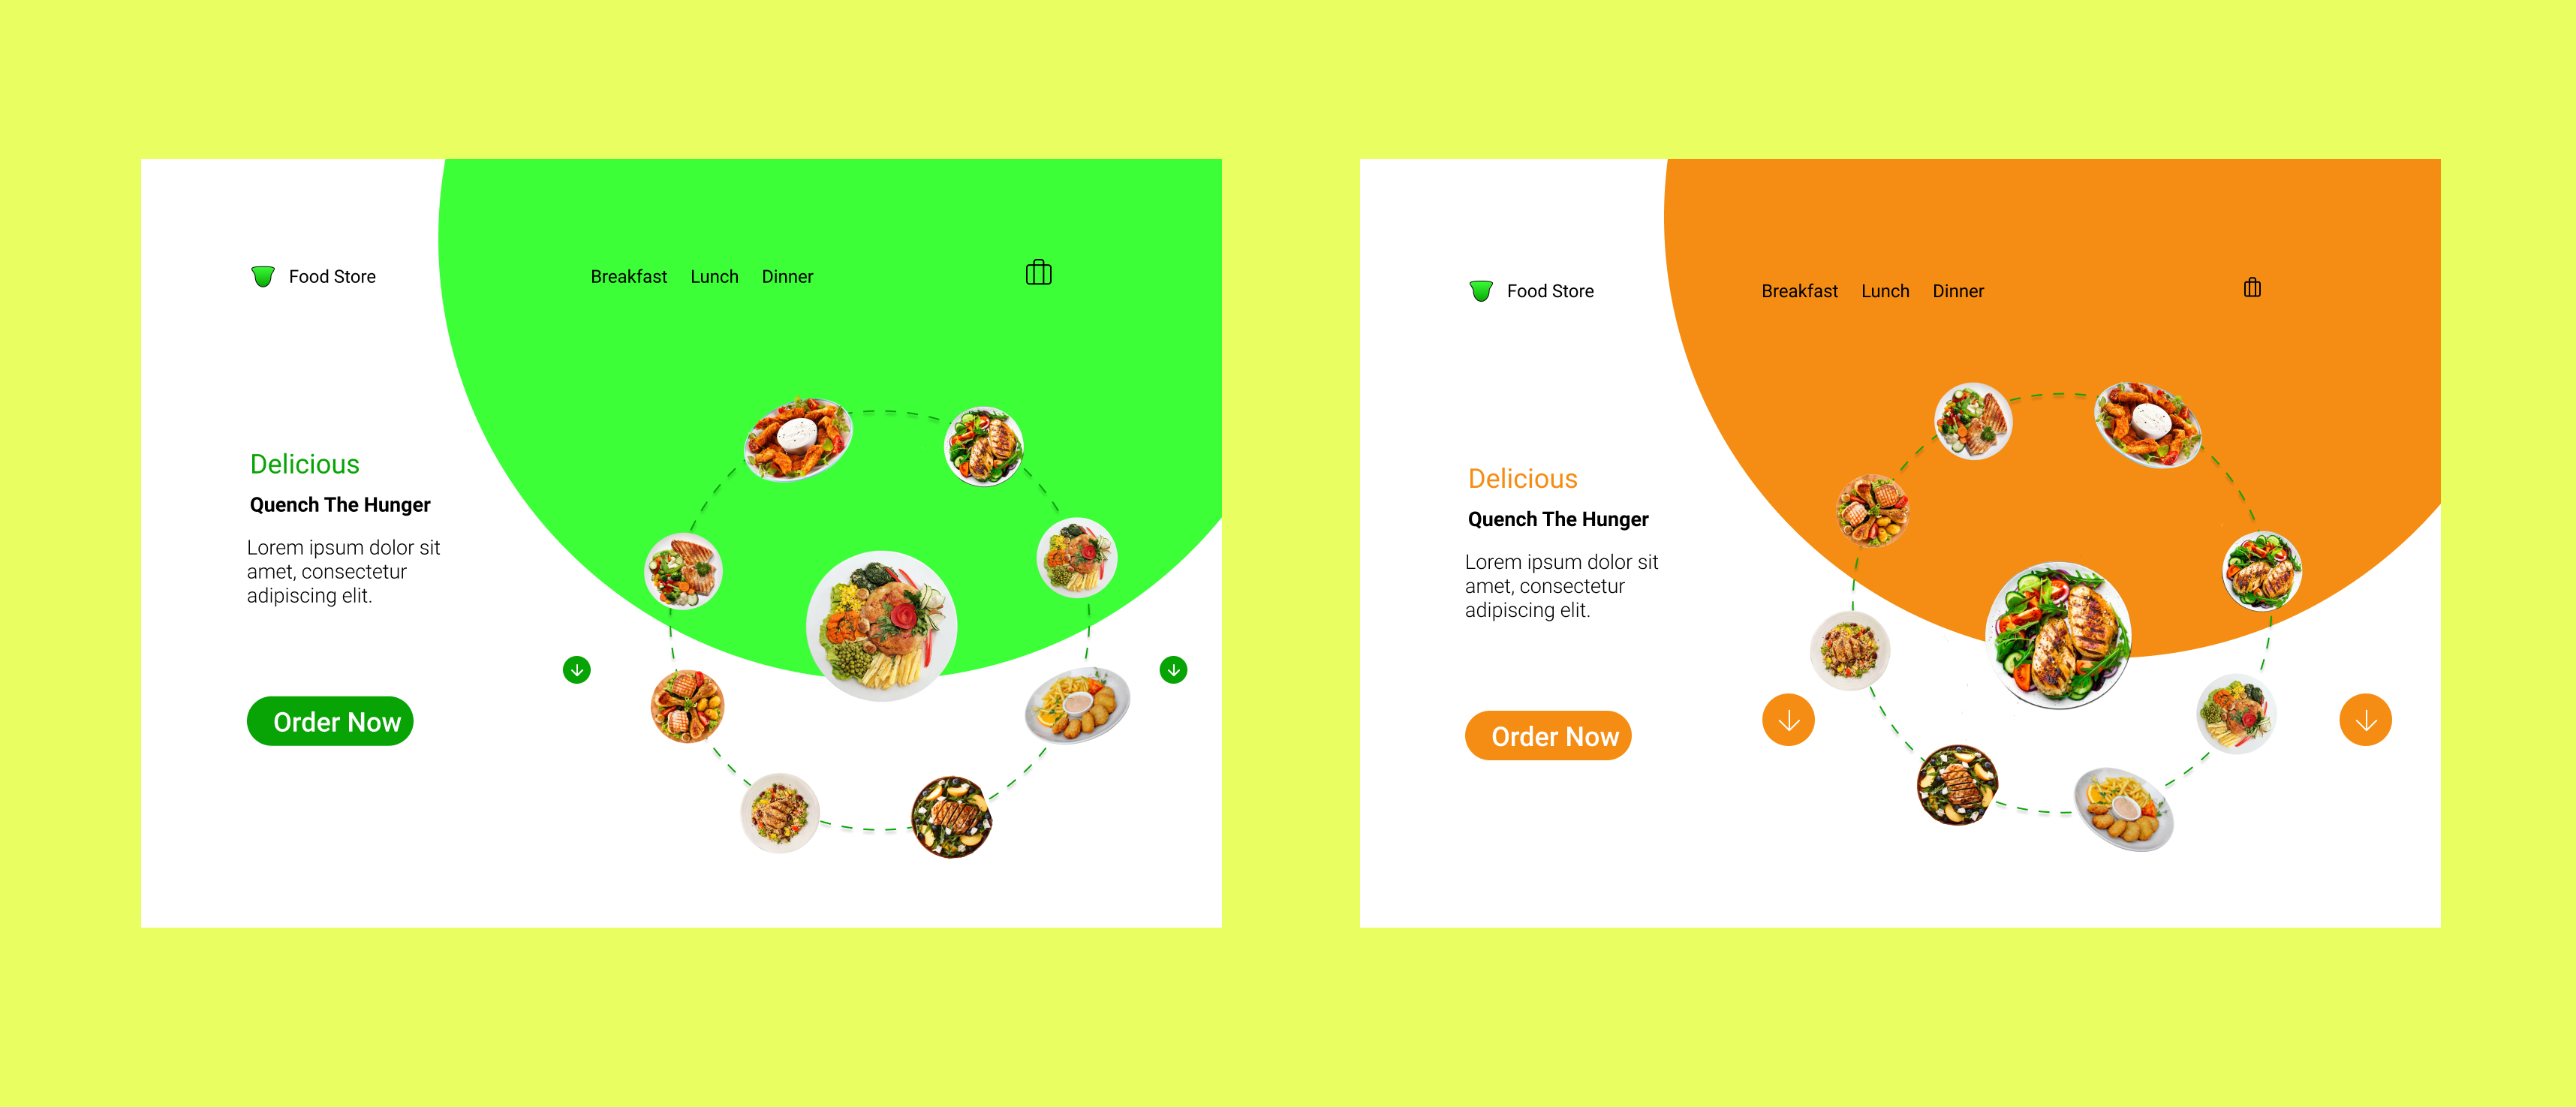 Food Store
Breakfast Lunch Dinner
Delicious
Quench The Hunger
Lorem ipsum dolor sit
amet, consectetur
adipiscing elit.
Order Now
Food Store
Breakfast Lunch Dinner
Delicious
Quench The Hunger
Lorem ipsum dolor sit
amet, consectetur
adipiscing elit.
Order Now